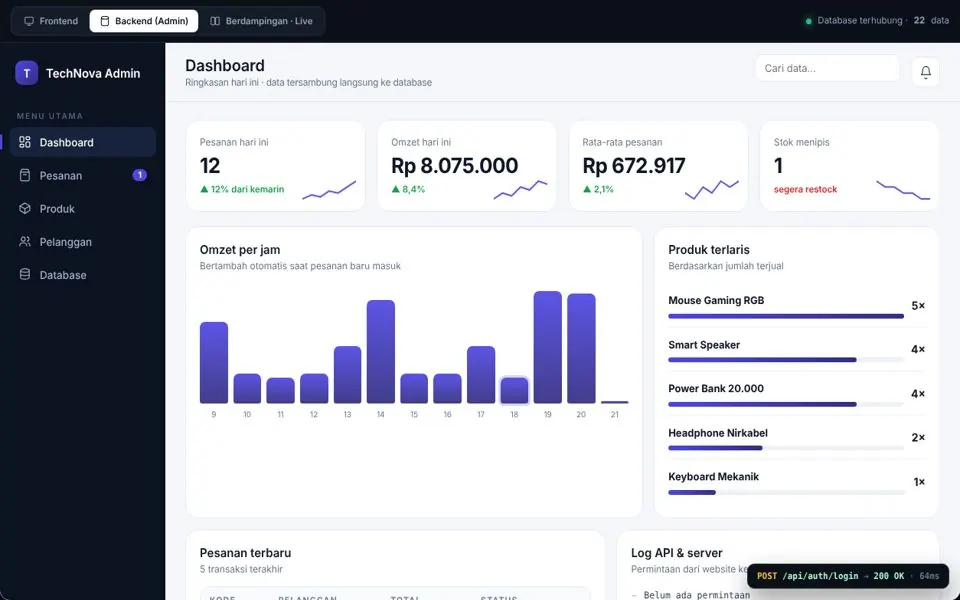 Frontend
Backend (Admin)
Berdampingan · Live
Database terhubung · 22 data
T
TechNova Admin
MENU UTAMA
Dashboard
Pesanan
1
Produk
Pelanggan
Database
Dashboard
Ringkasan hari ini · data tersambung langsung ke database
Cari data...
Pesanan hari ini
12
▲ 12% dari kemarin
Omzet hari ini
Rp 8.075.000
▲ 8,4%
Rata-rata pesanan
Rp 672.917
▲ 2,1%
Stok menipis
1
segera restock
Omzet per jam
Bertambah otomatis saat pesanan baru masuk
9 10 11 12 13 14 15 16 17 18 19 20 21
Produk terlaris
Berdasarkan jumlah terjual
Mouse Gaming RGB
5×
Smart Speaker
4×
Power Bank 20.000
4×
Headphone Nirkabel
2×
Keyboard Mekanik
1×
Pesanan terbaru
5 transaksi terakhir
KODE PELANGGAN TOTAL STATUS
Log API & server
Permintaan dari website ke
— Belum ada permintaan
POST /api/auth/login → 200 OK · 64ms